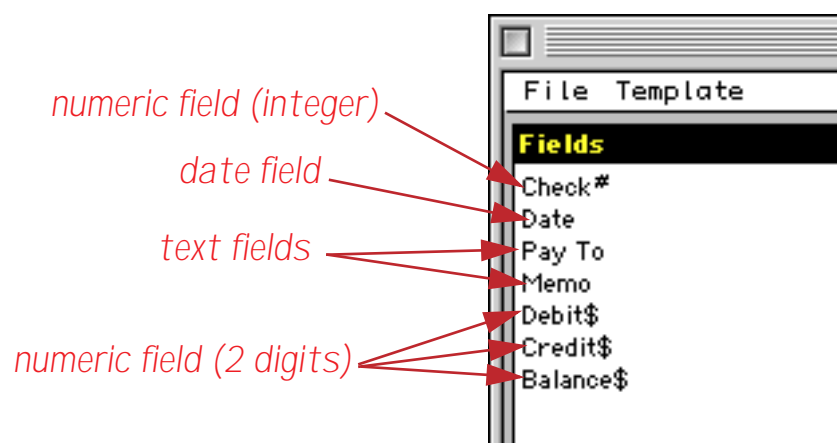 File Template
numeric field (integer)
Fields
date field
Check#
Date
text fields
Pay To
Memo
Debit$
numeric field (2 digits)
Credit$
Balance$